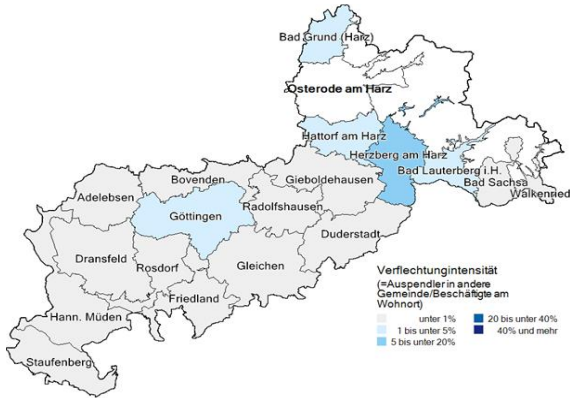 Bad Grund (Harz)
Osterode am Harz
Hattorf am Harz
Herzberg am Harz
Bad Lauterberg i.H.
Bad Sachsa
Walkenried
Bovenden
Gieboldehausen
Adelebsen
Göttingen
Radolfshausen
Duderstadt
Dransfeld
Rosdorf
Gleichen
Friedland
Hann. Müden
Staufenberg
Verflechtungintensität
(=Auspendler in andere
Gemeinde/Beschäftigte am
Wohnort)
unter 1%
1 bis unter 5%
5 bis unter 20%
20 bis unter 40%
40% und mehr